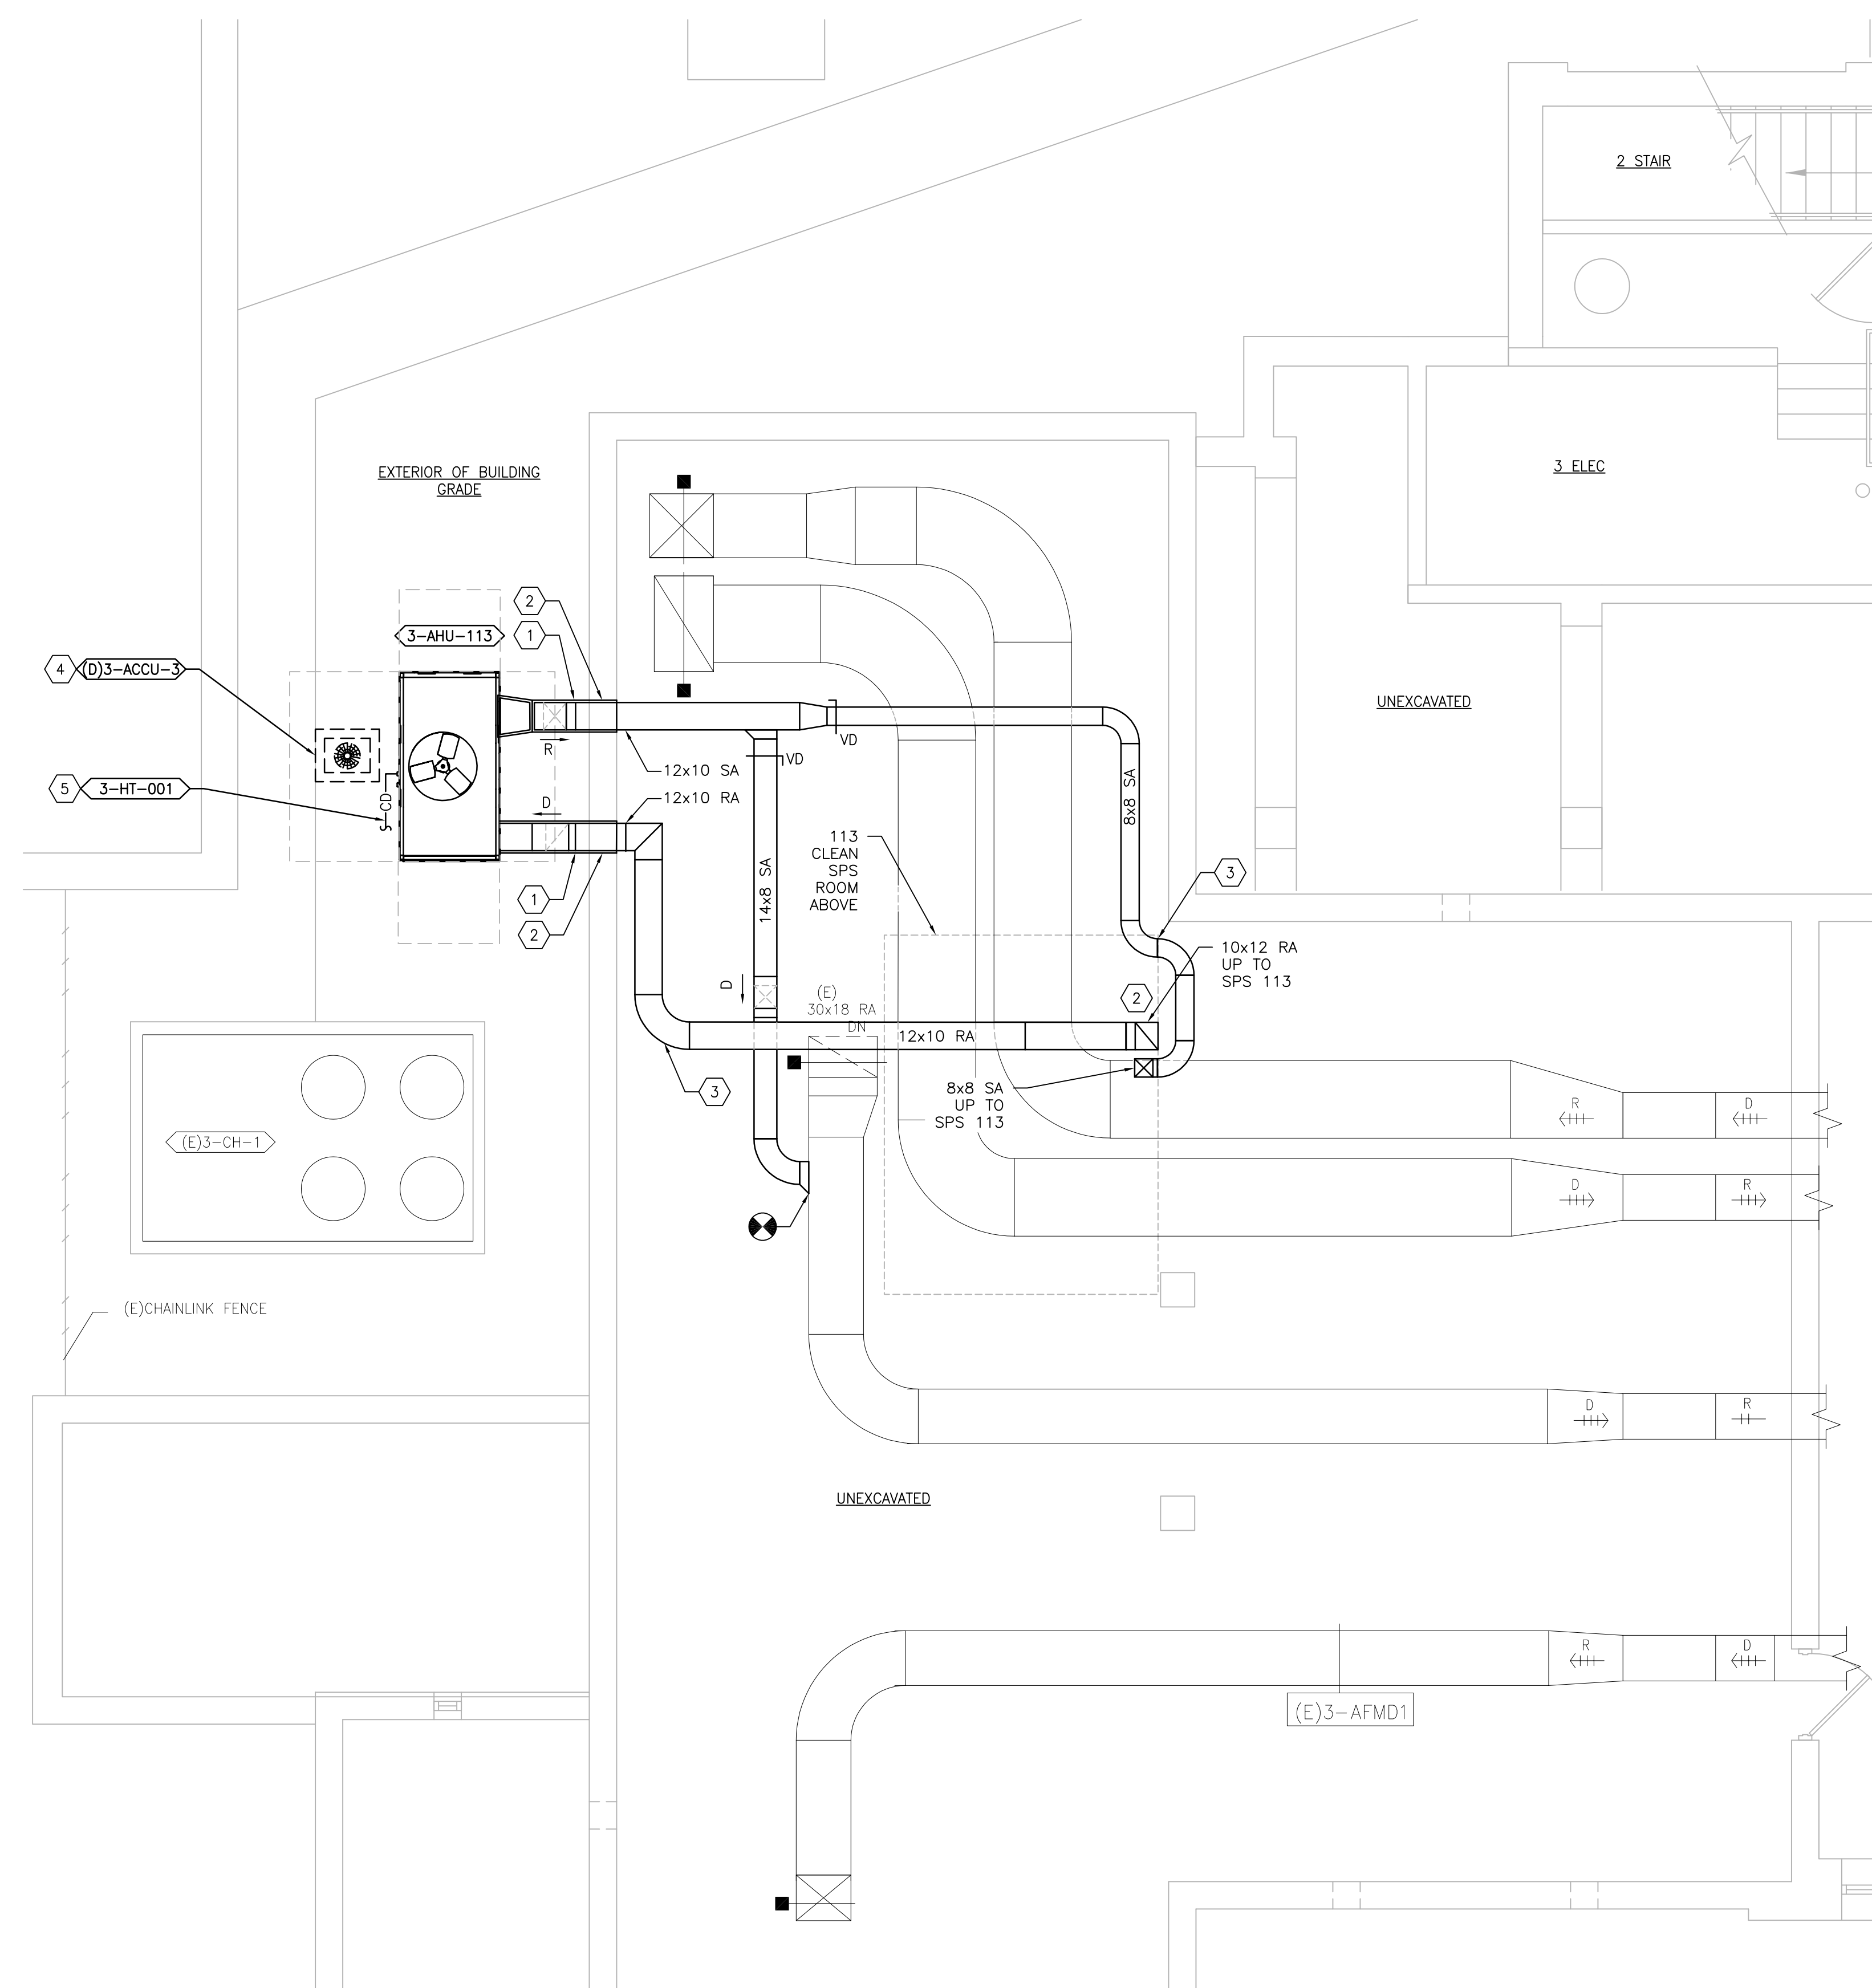 2 STAIR
3 ELEC
EXTERIOR OF BUILDING
GRADE
2
3-AHU-113
1
4
(D)3-ACCU-3
UNEXCAVATED
R
VD
VD
12x10 SA
5
3-HT-001
CD
S
D
12x10 RA
8x8 SA
113
CLEAN
SPS
ROOM
ABOVE
14x8 SA
3
1
2
10x12 RA
UP TO
SPS 113
D
(E)
30x18 RA
DN
2
12x10 RA
3
8x8 SA
UP TO
SPS 113
R
D
(E)3-CH-1
D
R
(E)CHAINLINK FENCE
D
R
UNEXCAVATED
R
D
(E)3-AFMD1